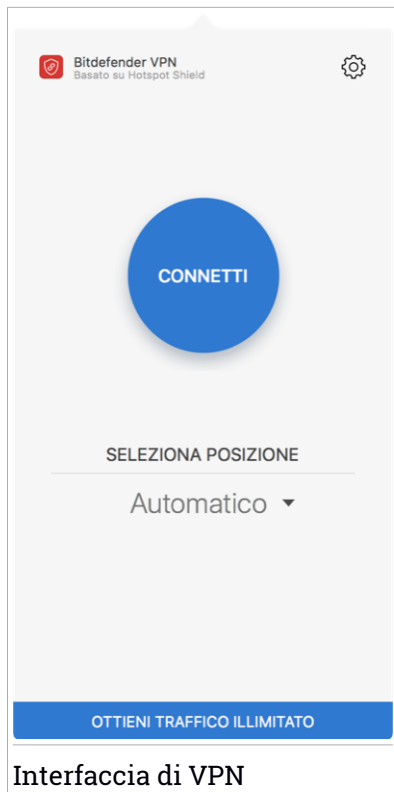 Bitdefender VPN
Basato su Hotspot Shield
CONNETTI
SELEZIONA POSIZIONE
Automatico
OTTIENI TRAFFICO ILLIMITATO
Interfaccia di VPN